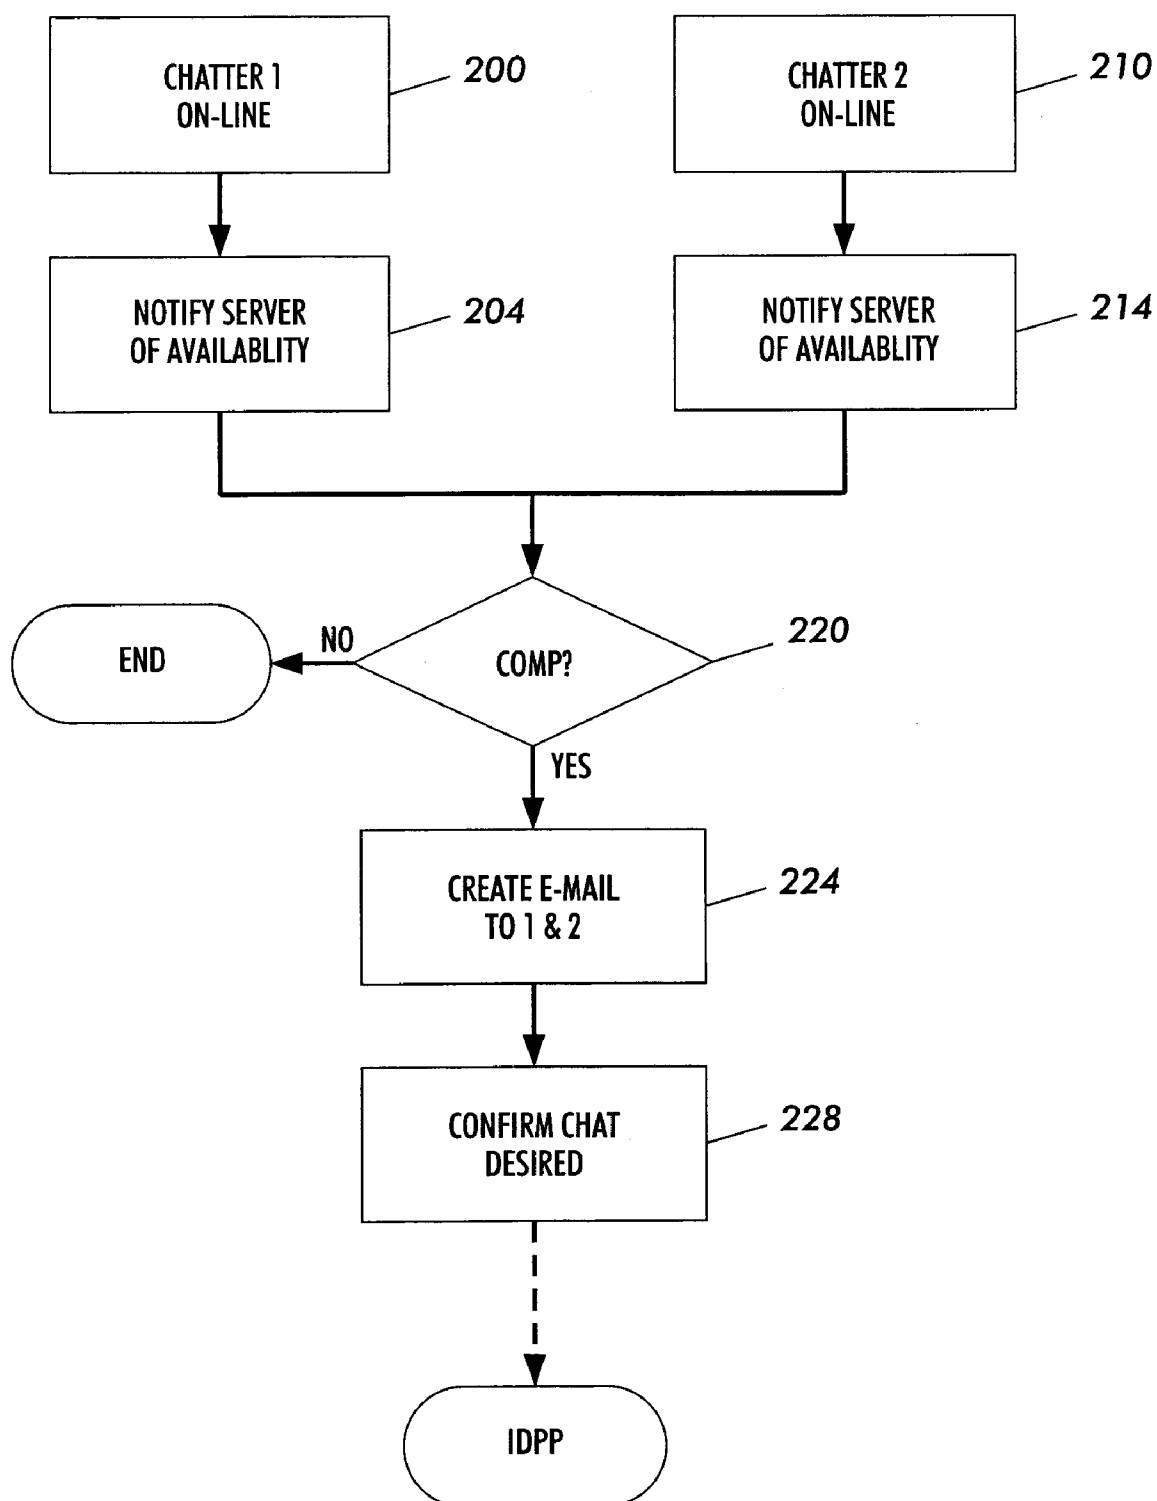 CHATTER 1
ON-LINE
200
CHATTER 2
ON-LINE
210
NOTIFY SERVER
OF AVAILABLITY
204
NOTIFY SERVER
OF AVAILABLITY
214
END
NO
COMP?
220
YES
CREATE E-MAIL
TO 1 & 2
224
CONFIRM CHAT
DESIRED
228
IDPP